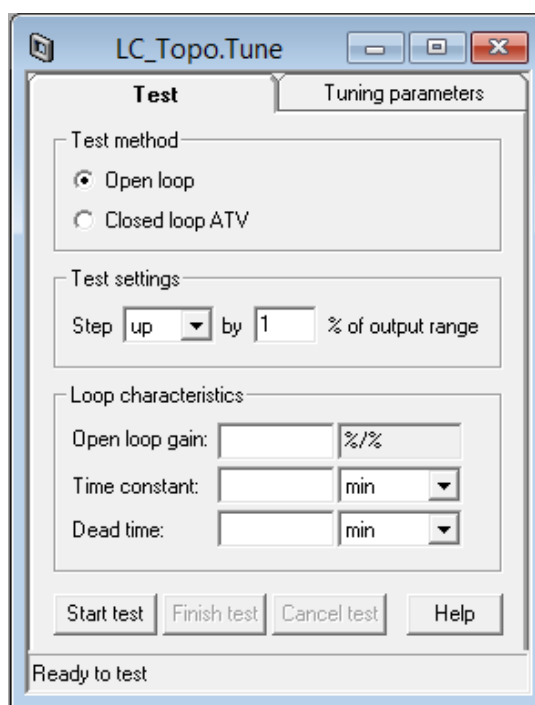 LC_Topo.Tune
Test
Tuning parameters
Test method
Open loop
Closed loop ATV
Test settings
Step up by 1 % of output range
Loop characteristics
Open loop gain: %/%
Time constant: min
Dead time: min
Start test Finish test Cancel test Help
Ready to test